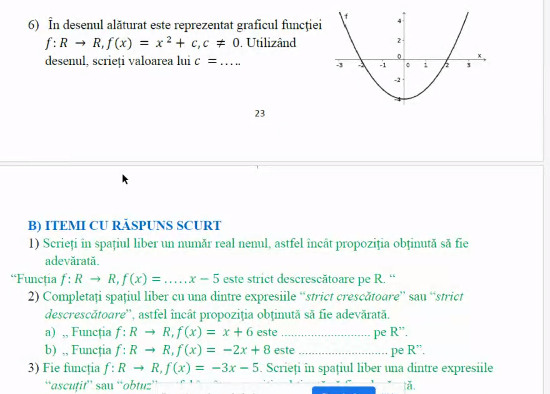 6) În desenul alăturat este reprezentat graficul funcției
f: R → R, f(x) = x² + c, c ≠ 0. Utilizând
desenul, scrieți valoarea lui c = .....
f
4
2
0
x
-3 -2 -1 0 1 2 3
-2
-4
23
B) ITEMI CU RĂSPUNS SCURT
1) Scrieți în spațiul liber un număr real nenul, astfel încât propoziția obținută să fie
adevărată.
“Funcția f: R → R, f(x) = .....x − 5 este strict descrescătoare pe R. “
2) Completați spațiul liber cu una dintre expresiile “strict crescătoare” sau “strict
descrescătoare”, astfel încât propoziția obținută să fie adevărată.
a) „ Funcția f: R → R, f(x) = x + 6 este .............................. pe R”.
b) „ Funcția f: R → R, f(x) = −2x + 8 este .............................. pe R”.
3) Fie funcția f: R → R, f(x) = −3x − 5. Scrieți în spațiul liber una dintre expresiile
“ascuțit” sau “obtuz”